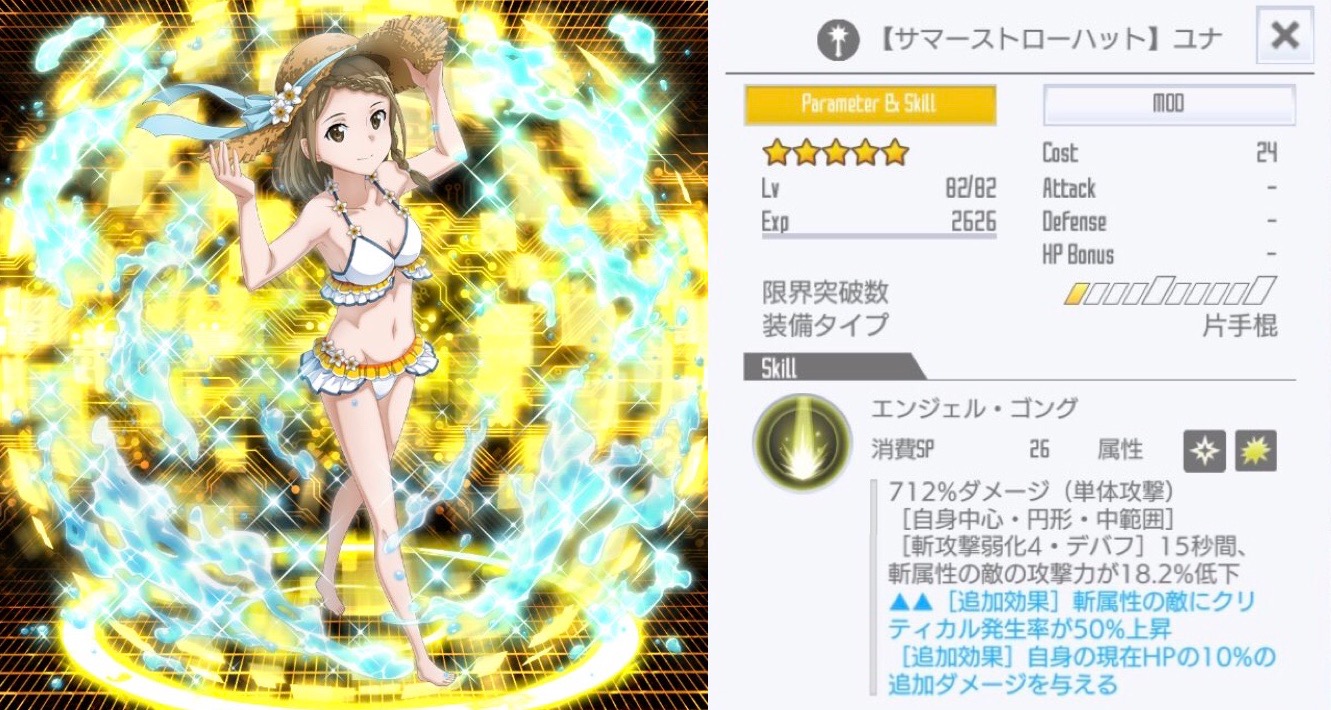 【サマーストローハット】ユナ
Parameter & Skill
MOD
Lv 82/82
Exp 2626
Cost 24
Attack -
Defense -
HP Bonus -
限界突破数
装備タイプ 片手棍
Skill
エンジェル・ゴング
消費SP 26 属性
712%ダメージ（単体攻撃）
［自身中心・円形・中範囲］
［斬攻撃弱化4・デバフ］15秒間、
斬属性の敵の攻撃力が18.2%低下
▲▲［追加効果］斬属性の敵にクリ
ティカル発生率が50%上昇
［追加効果］自身の現在HPの10%の
追加ダメージを与える